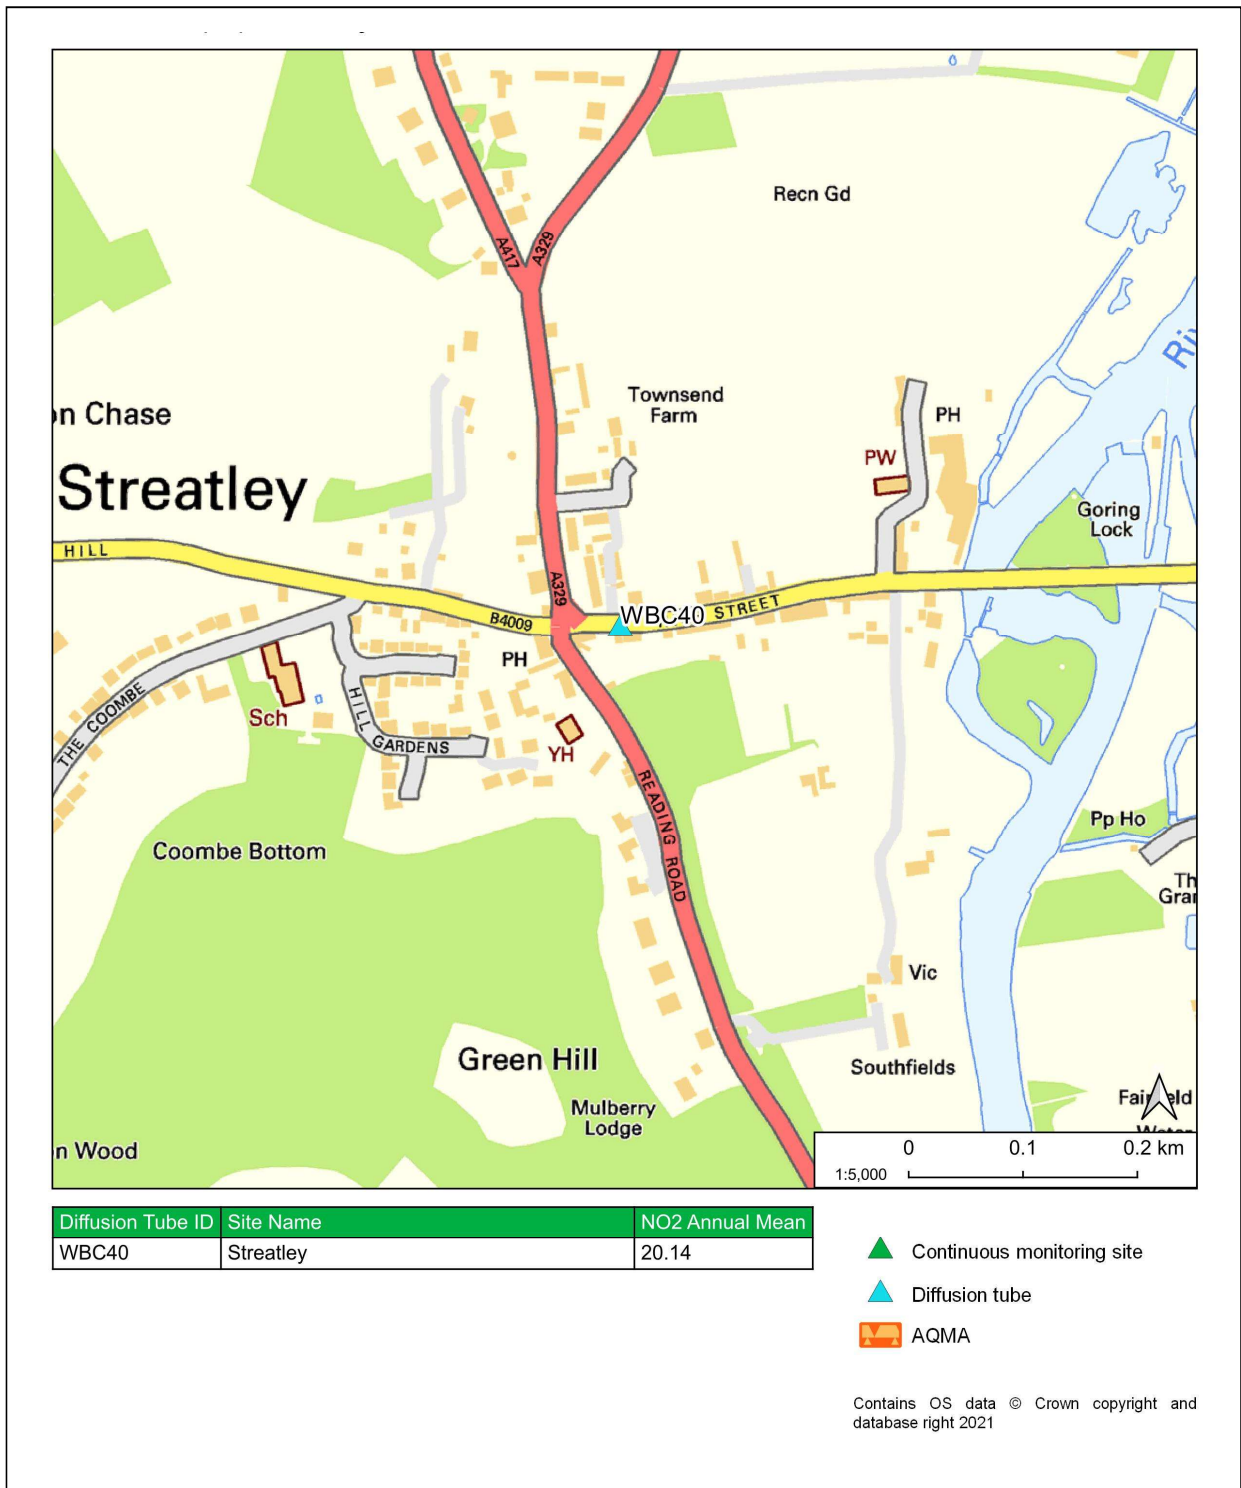 Recn Gd
A417
A329
Ri
Townsend
Farm
on Chase
PH
PW
Streatley
Goring
Lock
HILL
A329
B4009
WBC40
STREET
PH
THE COOMBE
Sch
HILL
GARDENS
YH
READING ROAD
Pp Ho
Coombe Bottom
Th
Gra
Vic
Green Hill
Southfields
Mulberry
Lodge
n Wood
0 0.1 0.2 km
1:5,000
Diffusion Tube ID Site Name NO2 Annual Mean
WBC40 Streatley 20.14
Continuous monitoring site
Diffusion tube
AQMA
Contains OS data © Crown copyright and
database right 2021